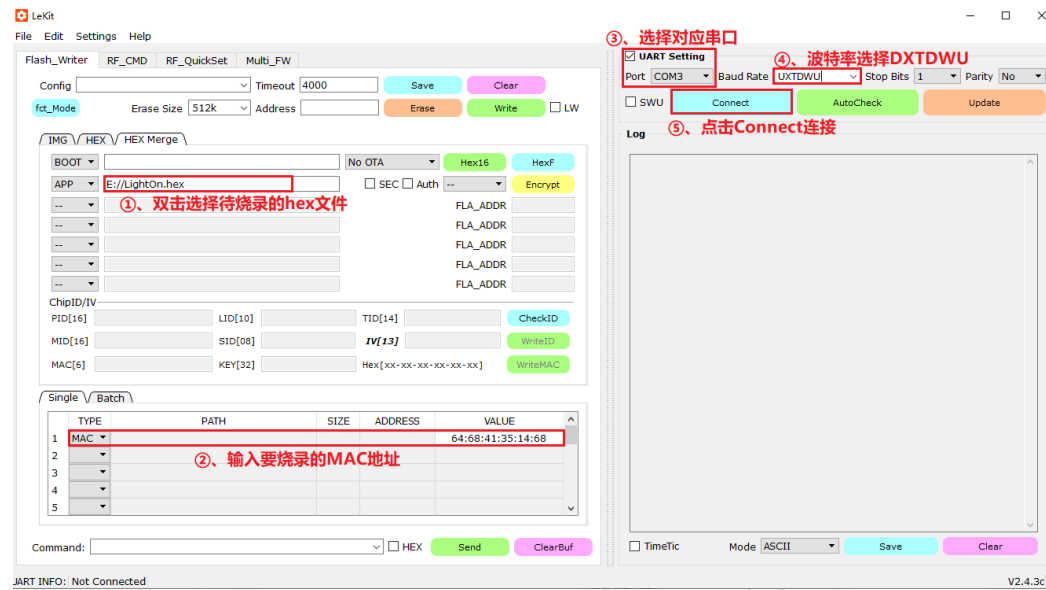 LeKit
File Edit Settings Help
③、选择对应串口
Flash_Writer RF_CMD RF_QuickSet Multi_FW
UART Setting
④、波特率选择DXTDWU
Port COM3 Baud Rate UXTDWU Stop Bits 1 Parity No
Config Timeout 4000 Save Clear
fct_Mode Erase Size 512k Address Erase Write LW
SWU Connect AutoCheck Update
⑤、点击Connect连接
Log
IMG HEX HEX Merge
BOOT No OTA Hex16 HexF
APP E://LightOn.hex SEC Auth -- Encrypt
①、双击选择待烧录的hex文件
-- FLA_ADDR
-- FLA_ADDR
-- FLA_ADDR
-- FLA_ADDR
-- FLA_ADDR
ChipID/IV
PID[16] LID[10] TID[14] CheckID
MID[16] SID[08] IV[13] WriteID
MAC[6] KEY[32] Hex[xx-xx-xx-xx-xx-xx] WriteMAC
Single Batch
TYPE PATH SIZE ADDRESS VALUE
1 MAC 64:68:41:35:14:68
2
②、输入要烧录的MAC地址
3
4
5
Command: HEX Send ClearBuf
TimeTic Mode ASCII Save Clear
UART INFO: Not Connected
V2.4.3c